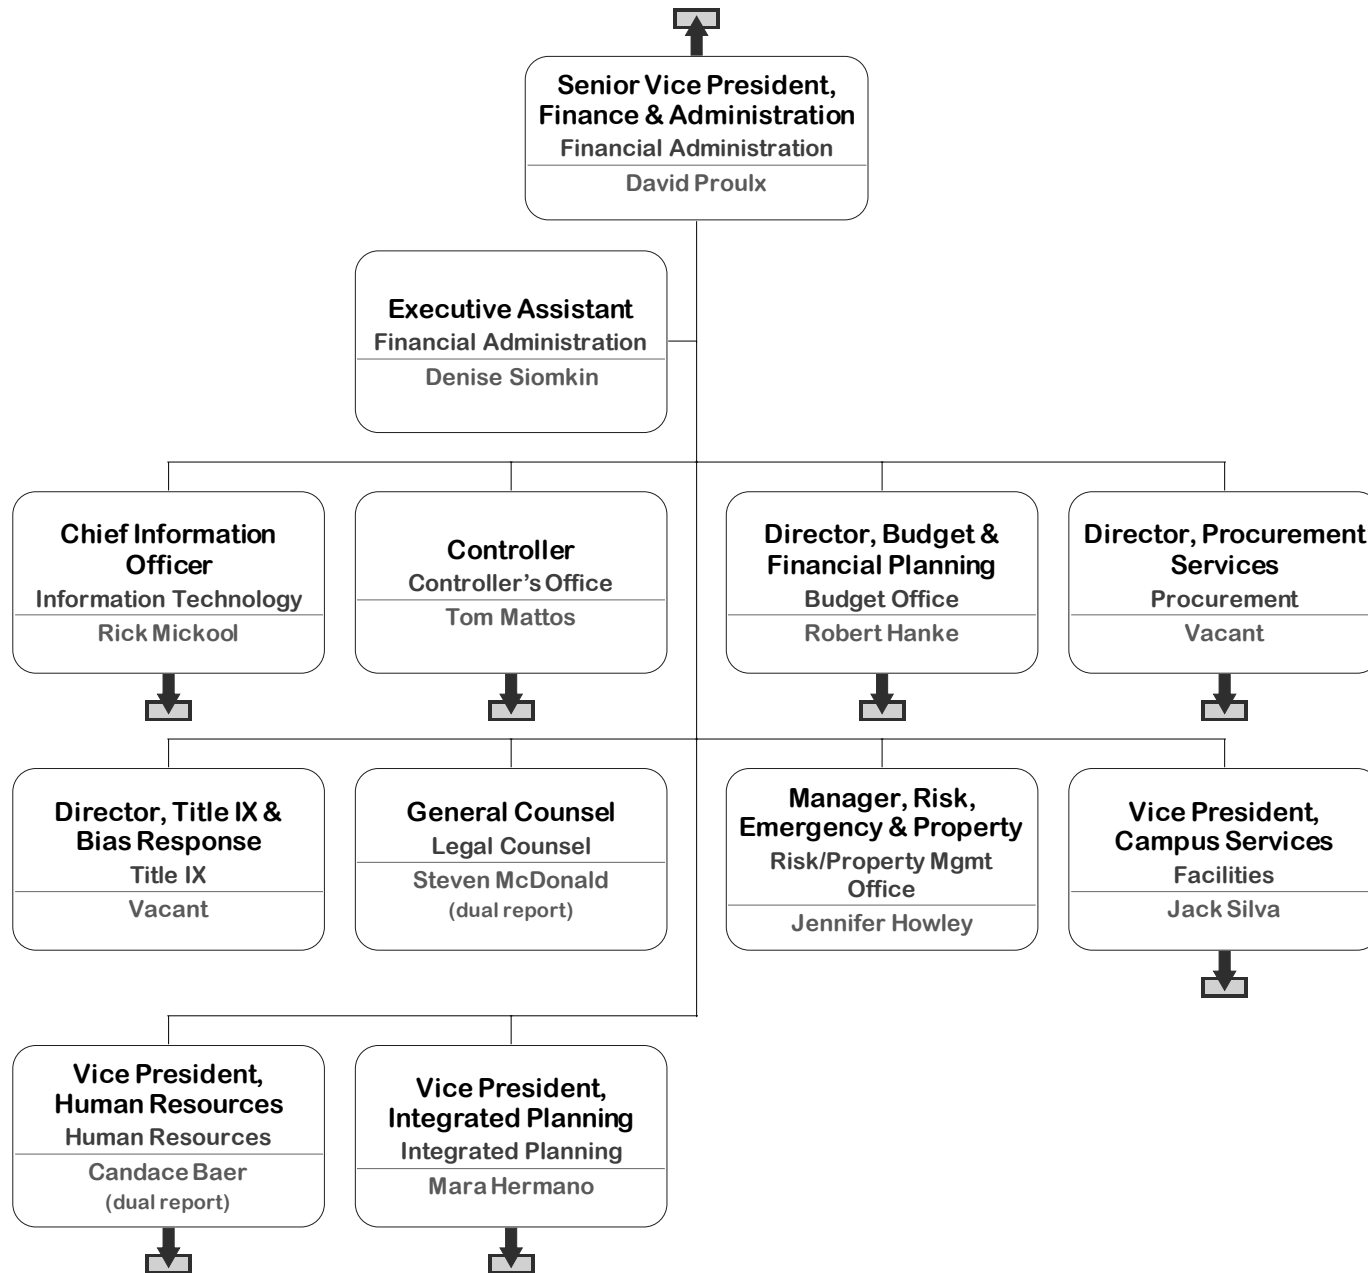 Senior Vice President,
Finance & Administration
Financial Administration
David Proulx
Executive Assistant
Financial Administration
Denise Siomkin
Chief Information
Officer
Information Technology
Rick Mickool
Controller
Controller’s Office
Tom Mattos
Director, Budget &
Financial Planning
Budget Office
Robert Hanke
Director, Procurement
Services
Procurement
Vacant
Director, Title IX &
Bias Response
Title IX
Vacant
General Counsel
Legal Counsel
Steven McDonald
(dual report)
Manager, Risk,
Emergency & Property
Risk/Property Mgmt
Office
Jennifer Howley
Vice President,
Campus Services
Facilities
Jack Silva
Vice President,
Human Resources
Human Resources
Candace Baer
(dual report)
Vice President,
Integrated Planning
Integrated Planning
Mara Hermano